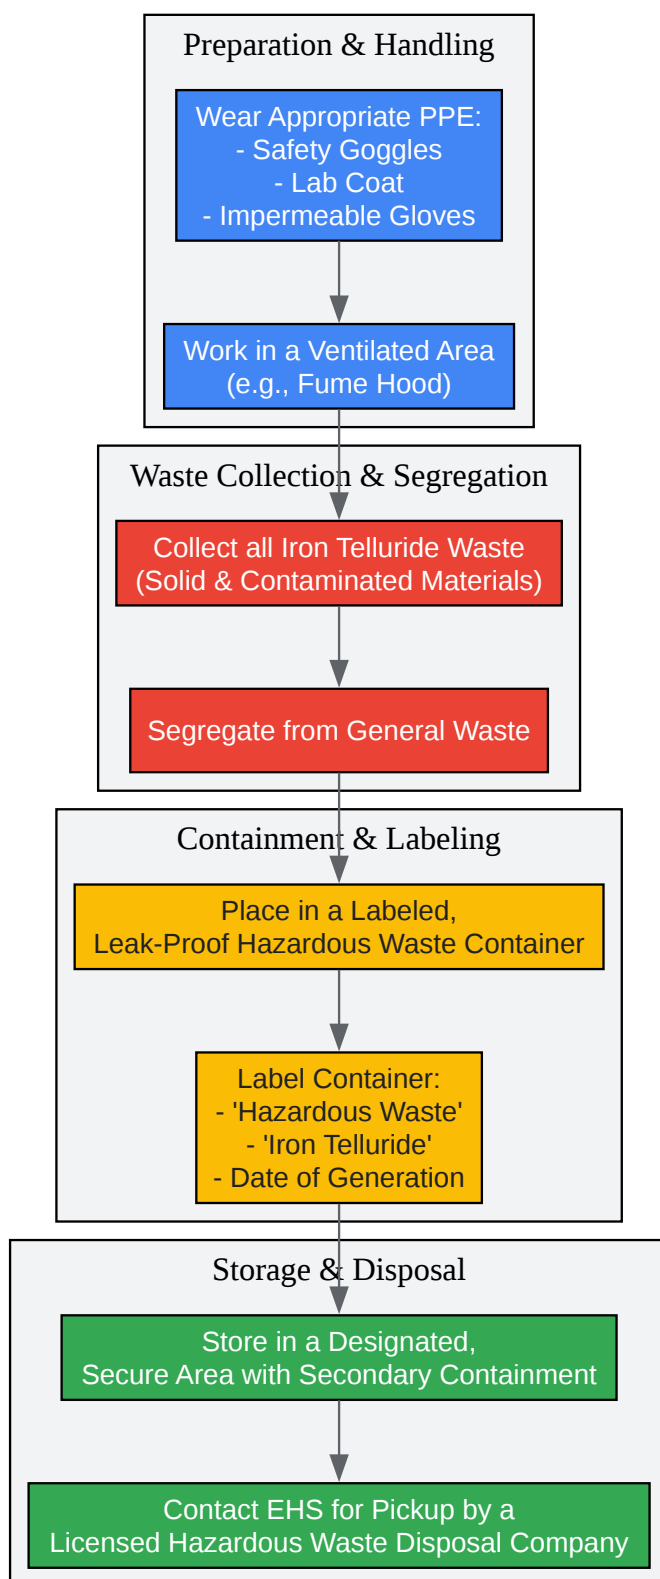 Preparation & Handling
Wear Appropriate PPE:
- Safety Goggles
- Lab Coat
- Impermeable Gloves
Work in a Ventilated Area
(e.g., Fume Hood)
Waste Collection & Segregation
Collect all Iron Telluride Waste
(Solid & Contaminated Materials)
Segregate from General Waste
Containment & Labeling
Place in a Labeled,
Leak-Proof Hazardous Waste Container
Label Container:
- 'Hazardous Waste'
- 'Iron Telluride'
- Date of Generation
Storage & Disposal
Store in a Designated,
Secure Area with Secondary Containment
Contact EHS for Pickup by a
Licensed Hazardous Waste Disposal Company